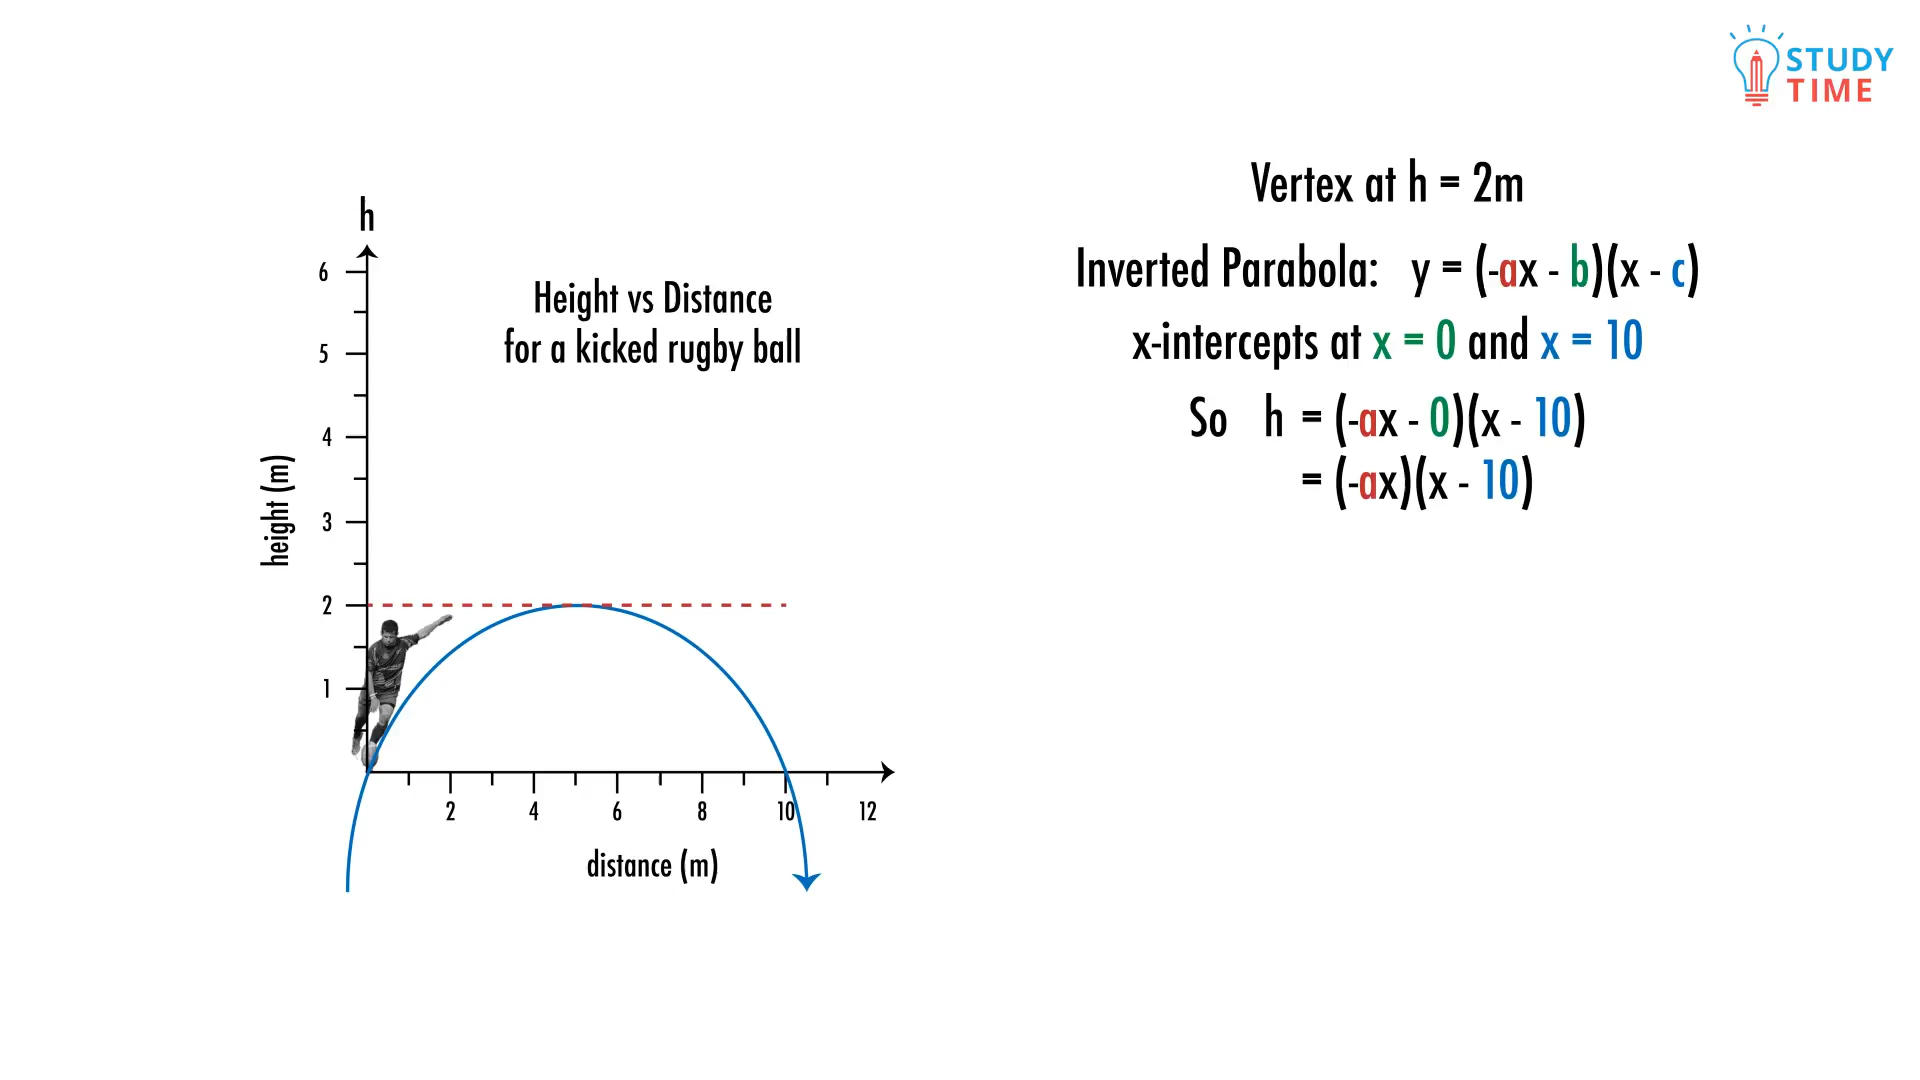 STUDY
TIME
Vertex at h = 2m
Inverted Parabola: y = (-ax - b)(x - c)
x-intercepts at x = 0 and x = 10
So h = (-ax - 0)(x - 10)
= (-ax)(x - 10)
h
Height vs Distance
for a kicked rugby ball
height (m)
6
5
4
3
2
1
2 4 6 8 10 12
distance (m)